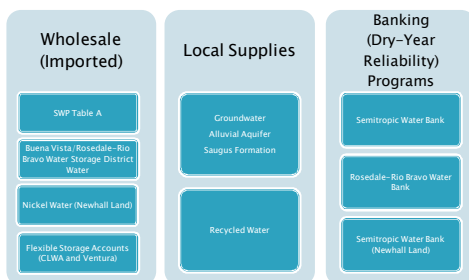 Wholesale
(Imported)
SWP Table A
Buena Vista/Rosedale-Rio
Bravo Water Storage District
Water
Nickel Water (Newhall Land)
Flexible Storage Accounts
(CLWA and Ventura)
Local Supplies
Groundwater
Alluvial Aquifer
Saugus Formation
Recycled Water
Banking
(Dry-Year
Reliability)
Programs
Semitropic Water Bank
Rosedale-Rio Bravo Water
Bank
Semitropic Water Bank
(Newhall Land)